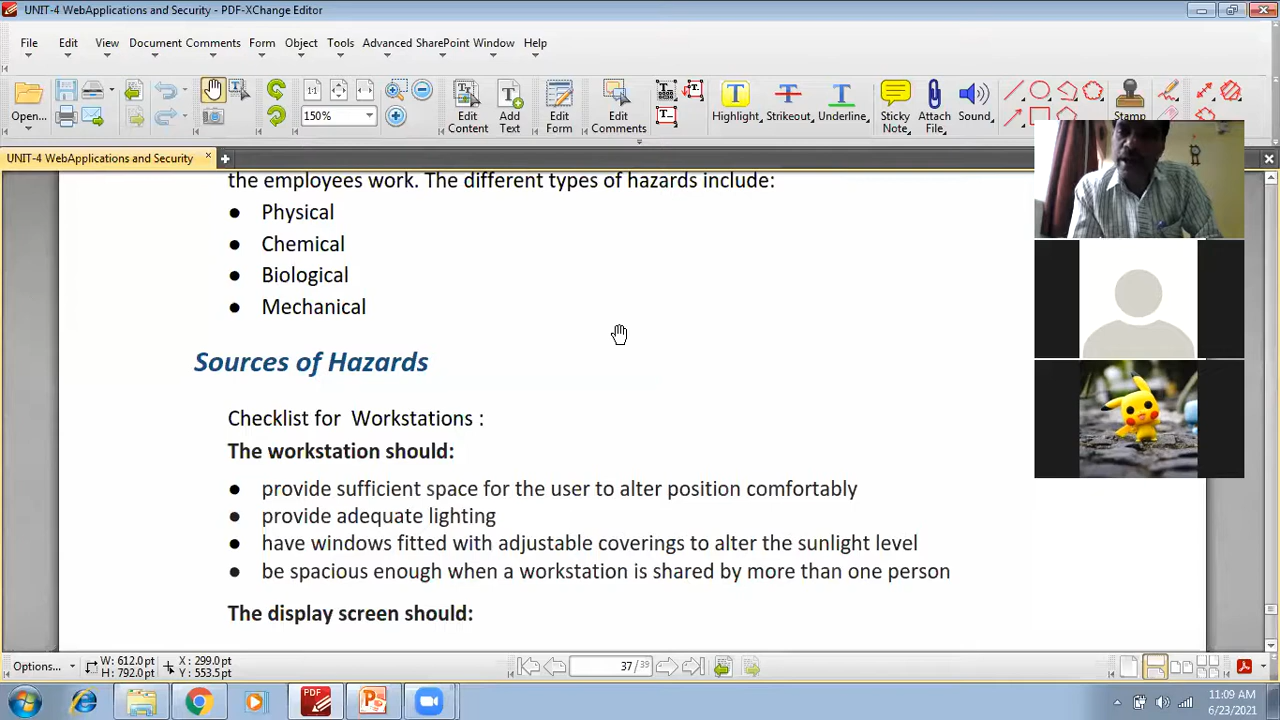 UNIT-4 WebApplications and Security - PDF-XChange Editor
File Edit View Document Comments Form Object Tools Advanced SharePoint Window Help
Open... 150% Edit Content Add Text Edit Form Edit Comments Highlight Strikeout Underline Sticky Note Attach File Sound Stamp
UNIT-4 WebApplications and Security
the employees work. The different types of hazards include:
● Physical
● Chemical
● Biological
● Mechanical
Sources of Hazards
Checklist for Workstations :
The workstation should:
● provide sufficient space for the user to alter position comfortably
● provide adequate lighting
● have windows fitted with adjustable coverings to alter the sunlight level
● be spacious enough when a workstation is shared by more than one person
The display screen should:
Options... W: 612.0 pt X : 299.0 pt 37 / 39
H: 792.0 pt Y : 553.5 pt
11:09 AM
6/23/2021